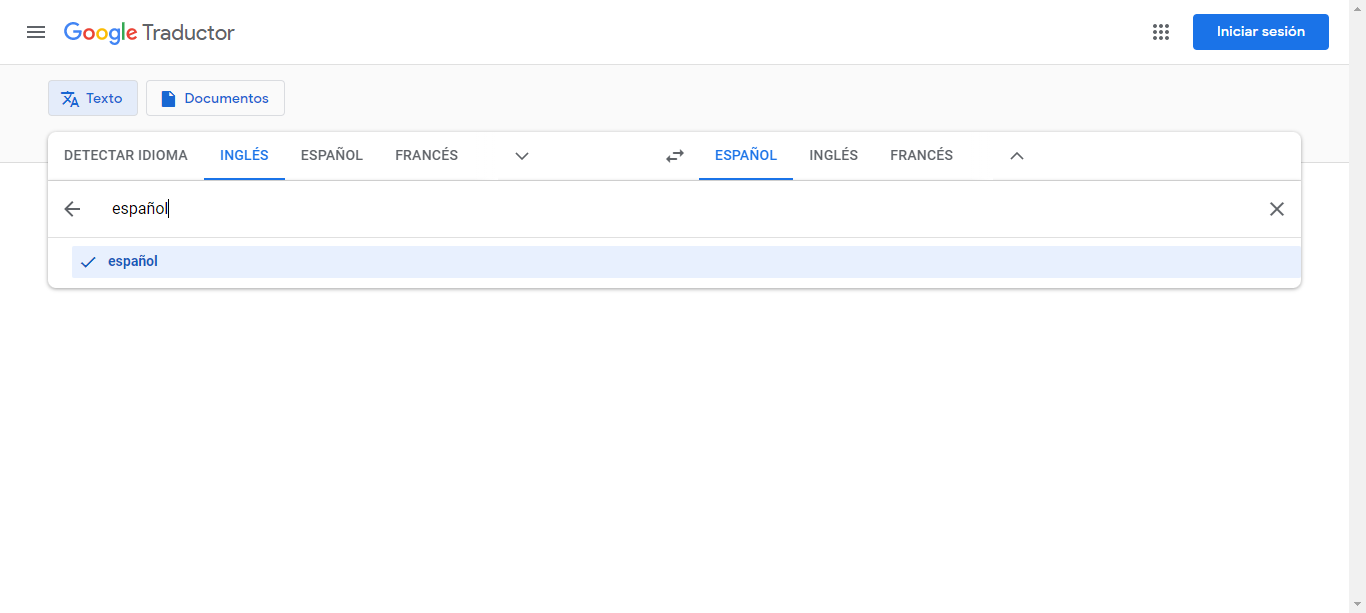 Google Traductor
Iniciar sesión
Texto
Documentos
DETECTAR IDIOMA INGLÉS ESPAÑOL FRANCÉS ESPAÑOL INGLÉS FRANCÉS
español
español